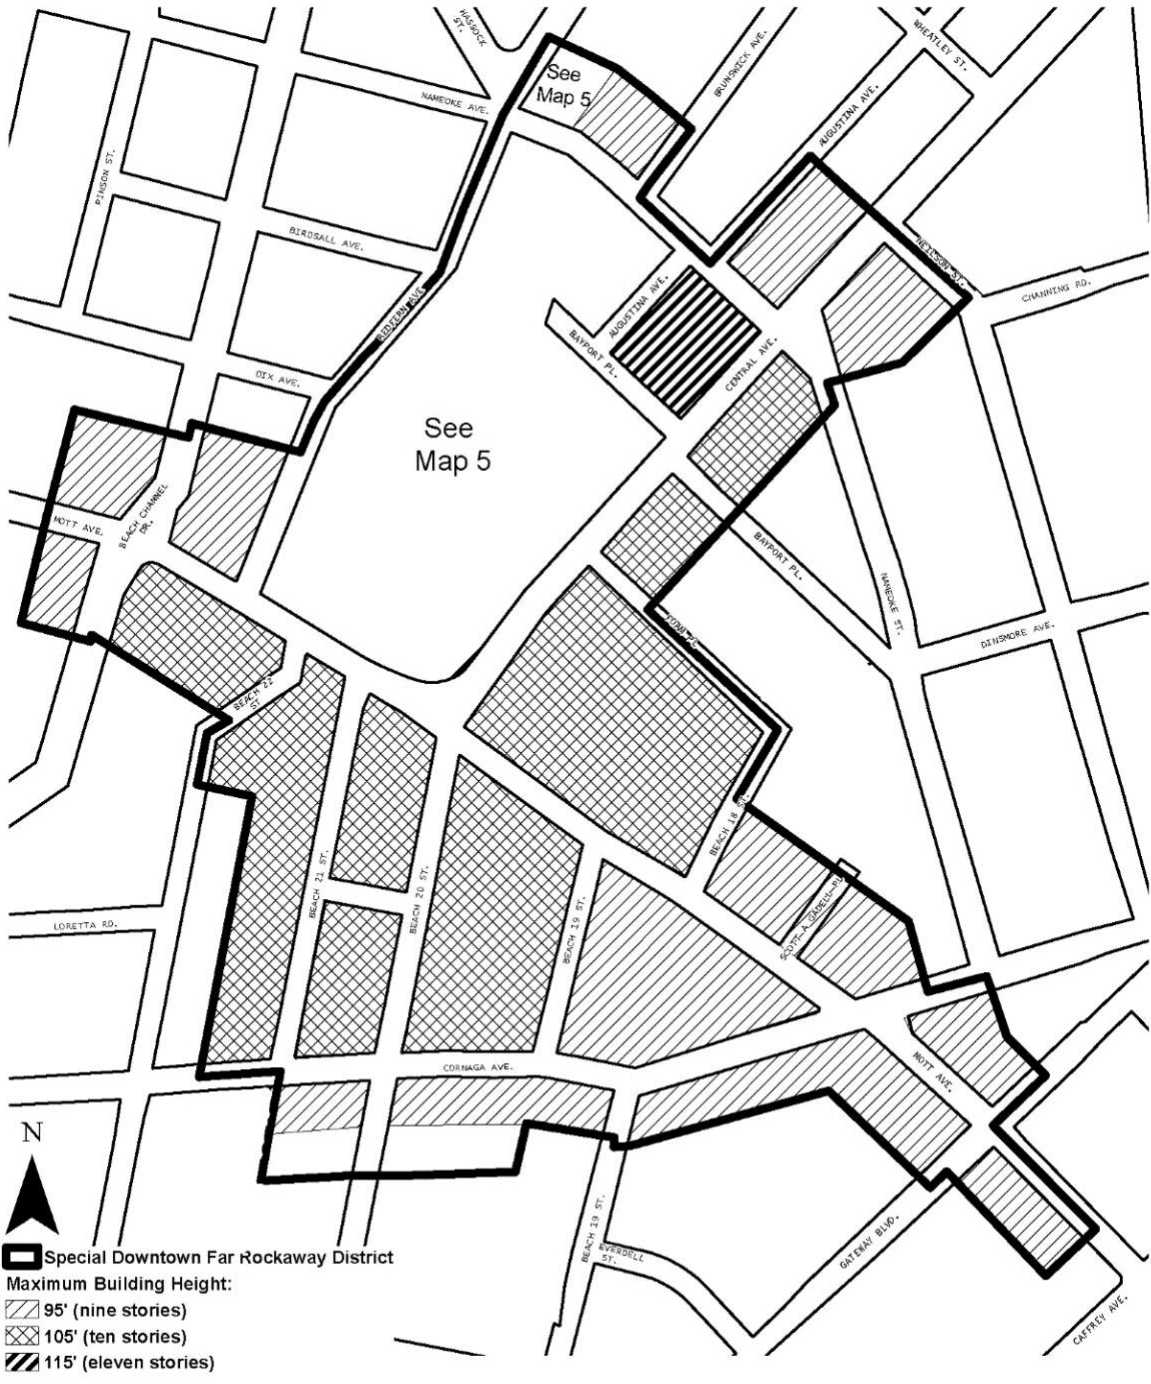 HASSOCK
ST.
See
Map 5
BRUNSWICK AVE.
WHEATLEY ST.
NAMEOKE AVE.
AUGUSTINA AVE.
PINSON ST.
BIRDSALL AVE.
NEILSON ST.
CHANNING RD.
REDFERN AVE
AUGUSTINA AVE.
BAYPORT PL.
CENTRAL AVE.
DIX AVE.
See
Map 5
MOTT AVE.
BEACH CHANNEL
DR.
BAYPORT PL.
NAMEOKE ST.
DINSMORE AVE.
BEACH 22
ST
BEACH 18 ST.
BEACH 21 ST.
BEACH 20 ST.
BEACH 19 ST.
SCOTT A GADELL PL
LORETTA RD.
CORNAGA AVE.
MOTT AVE.
N
BEACH 19 ST.
EVERDELL
ST.
GATEWAY BLVD.
CAFFREY AVE.
Special Downtown Far Rockaway District
Maximum Building Height:
95' (nine stories)
105' (ten stories)
115' (eleven stories)